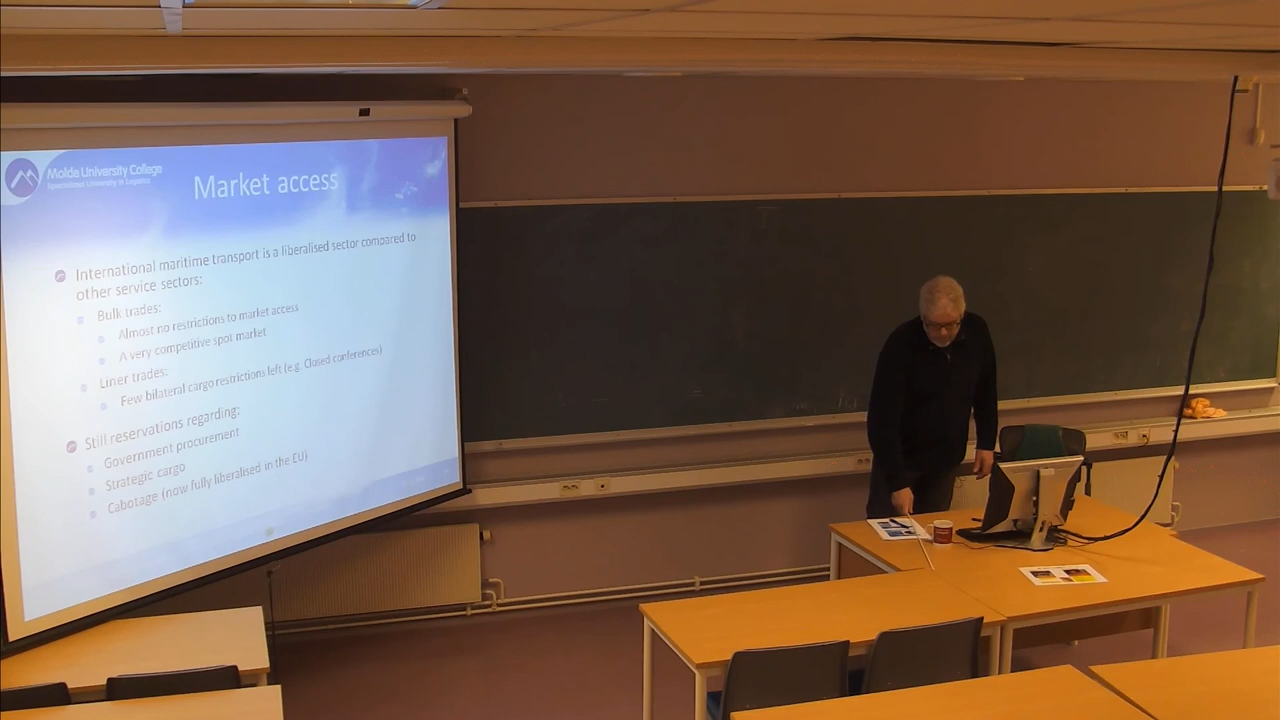 Molde University College
Specialized University in Logistics
Market access
International maritime transport is a liberalised sector compared to
other service sectors:
Bulk trades:
Almost no restrictions to market access
A very competitive spot market
Liner trades:
Few bilateral cargo restrictions left (e.g. Closed conferences)
Still reservations regarding:
Government procurement
Strategic cargo
Cabotage (now fully liberalised in the EU)